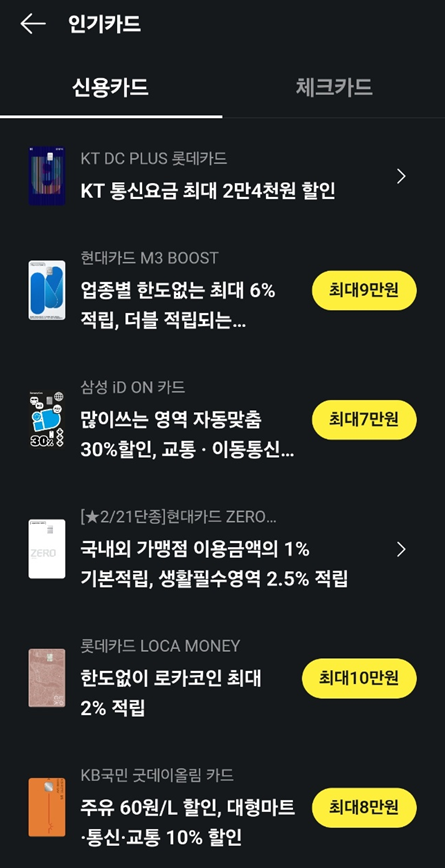 인기카드
신용카드
체크카드
KT DC PLUS 롯데카드
KT 통신요금 최대 2만4천원 할인
현대카드 M3 BOOST
업종별 한도없는 최대 6%
적립, 더블 적립되는...
최대9만원
삼성 iD ON 카드
많이쓰는 영역 자동맞춤
30%할인, 교통 · 이동통신...
최대7만원
30%
[★2/21단종]현대카드 ZERO...
국내외 가맹점 이용금액의 1%
기본적립, 생활필수영역 2.5% 적립
ZERO
롯데카드 LOCA MONEY
한도없이 로카코인 최대
2% 적립
최대10만원
KB국민 굿데이올림 카드
주유 60원/L 할인, 대형마트
·통신·교통 10% 할인
최대8만원